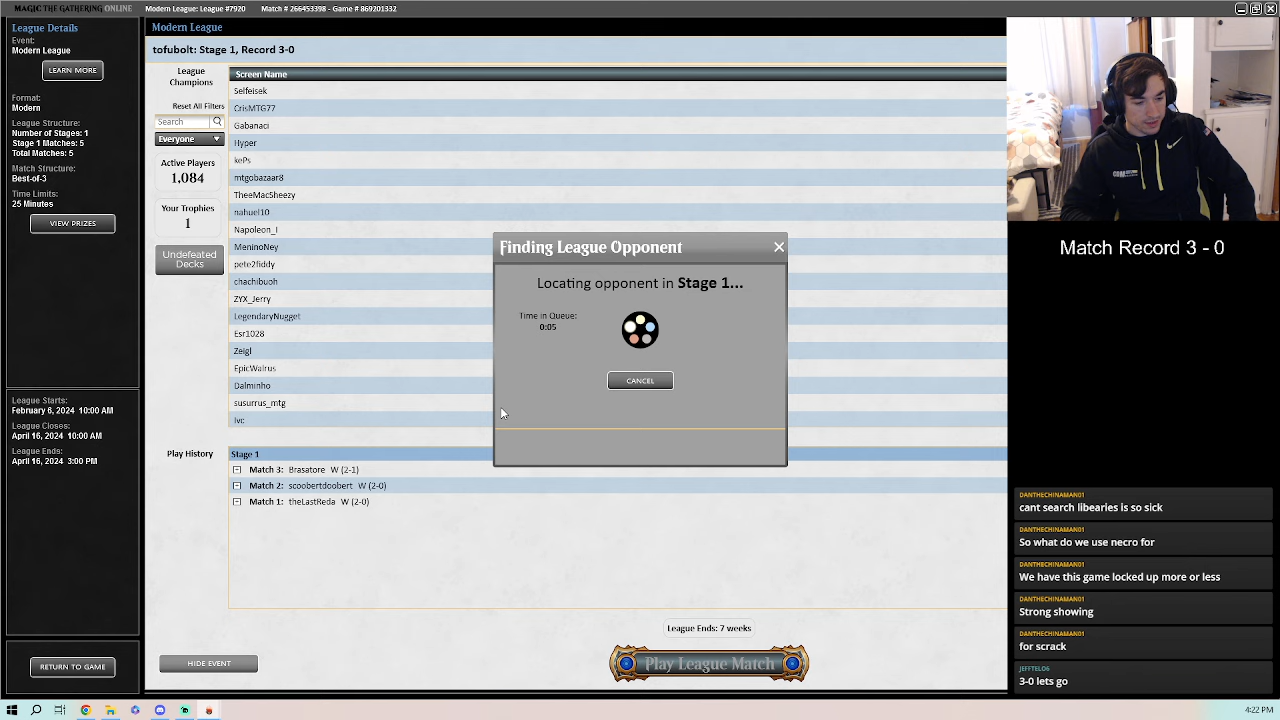 MAGIC THE GATHERING ONLINE
Modern League: League #7920
Match # 266453398 - Game # 869201332
League Details
Event:
Modern League
LEARN MORE
Format:
Modern
League Structure:
Number of Stages: 1
Stage 1 Matches: 5
Total Matches: 5
Match Structure:
Best-of-3
Time Limits:
25 Minutes
VIEW PRIZES
League Starts:
February 6, 2024 10:00 AM
League Closes:
April 16, 2024 10:00 AM
League Ends:
April 16, 2024 3:00 PM
RETURN TO GAME
Modern League
tofubolt: Stage 1, Record 3-0
League
Champions
Reset All Filters
Search
Everyone
Active Players
1,084
Your Trophies
1
Undefeated
Decks
Screen Name
Selfeisek
CrisMTG77
Gabanaci
Hyper
kePs
mtgobazaar8
TheeMacSheezy
nahuel10
Napoleon_I
MeninoNey
pete2fiddy
chachibuoh
ZYX_Jerry
LegendaryNugget
Esr1028
Zeigl
EpicWalrus
Dalminho
susurrus_mtg
Finding League Opponent
Locating opponent in Stage 1...
Time in Queue:
0:05
CANCEL
Play History
Stage 1
Match 3: Brasatore W (2-1)
Match 2: scoobertdoobert W (2-0)
Match 1: theLastReda W (2-0)
League Ends: 7 weeks
HIDE EVENT
Play League Match
Match Record 3 - 0
DANTHECHINAMAN01
cant search libearies is so sick
DANTHECHINAMAN01
So what do we use necro for
DANTHECHINAMAN01
We have this game locked up more or less
DANTHECHINAMAN01
Strong showing
DANTHECHINAMAN01
for scrack
JEFFTELO6
3-0 lets go
4:22 PM